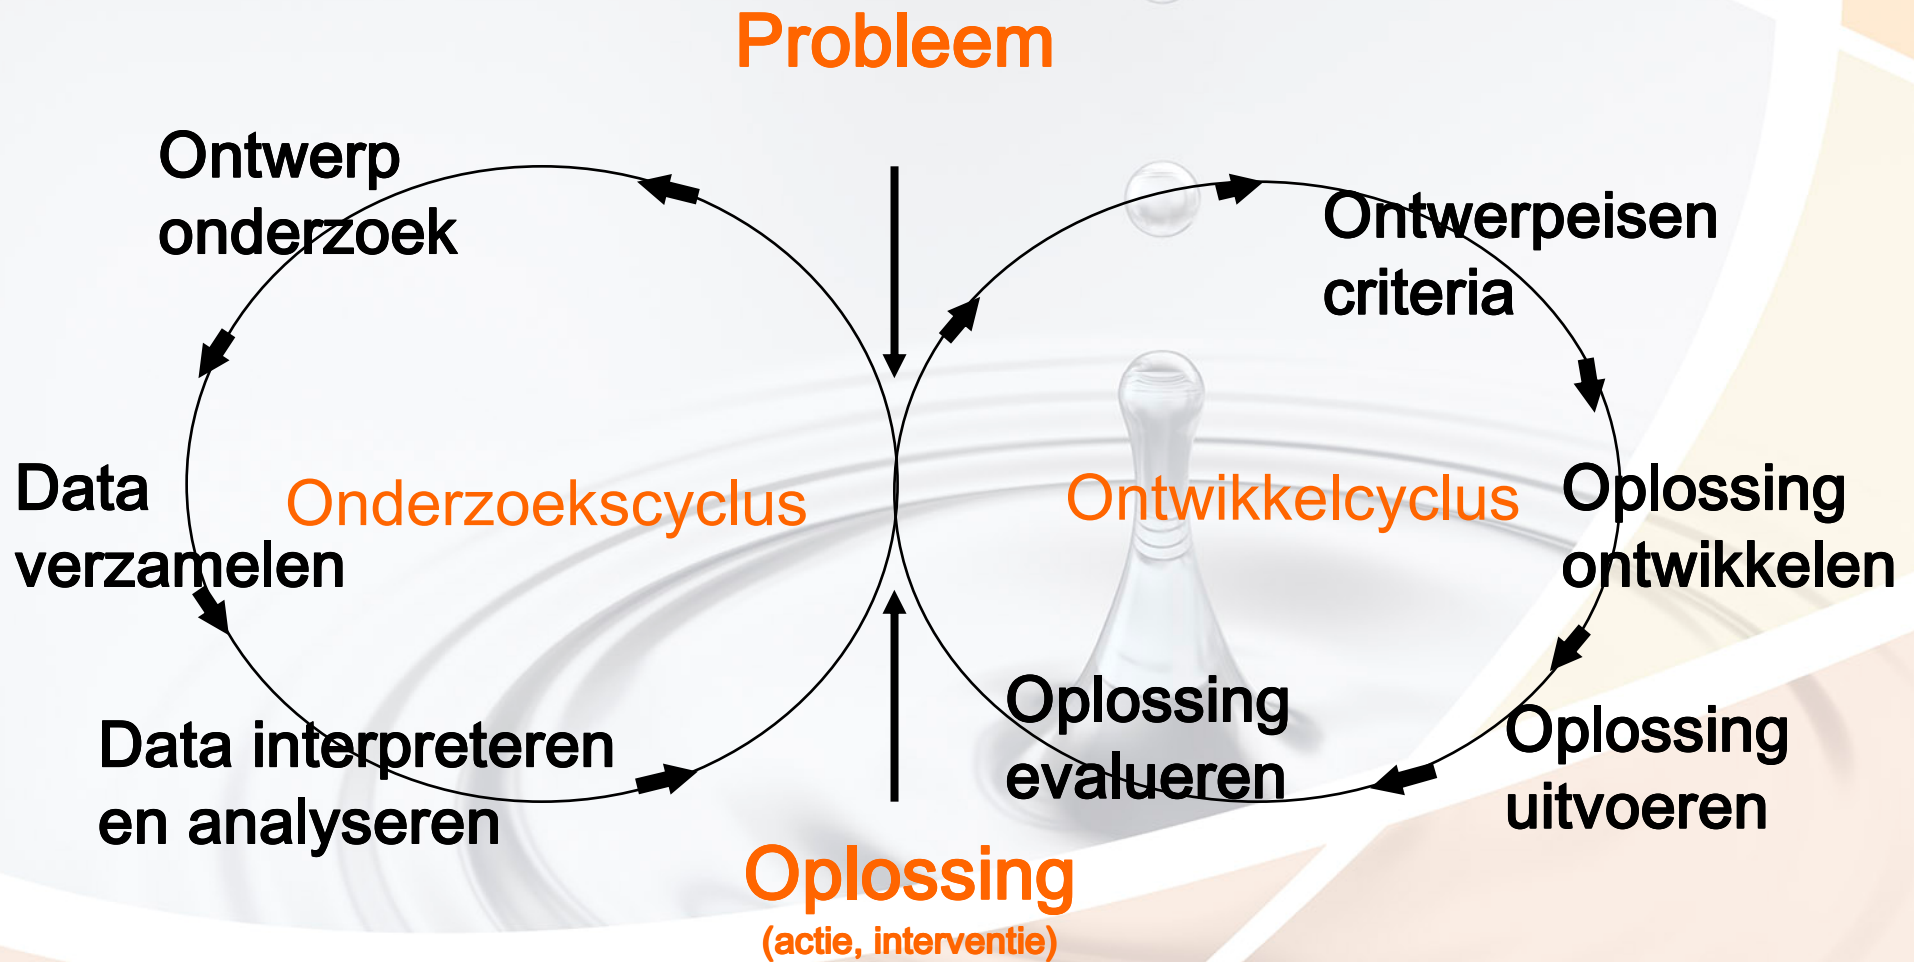 Probleem
Ontwerp
onderzoek
Ontwerpeisen
criteria
Data
verzamelen
Onderzoekscyclus
Ontwikkelcyclus
Oplossing
ontwikkelen
Data interpreteren
en analyseren
Oplossing
evalueren
Oplossing
uitvoeren
Oplossing
(actie, interventie)